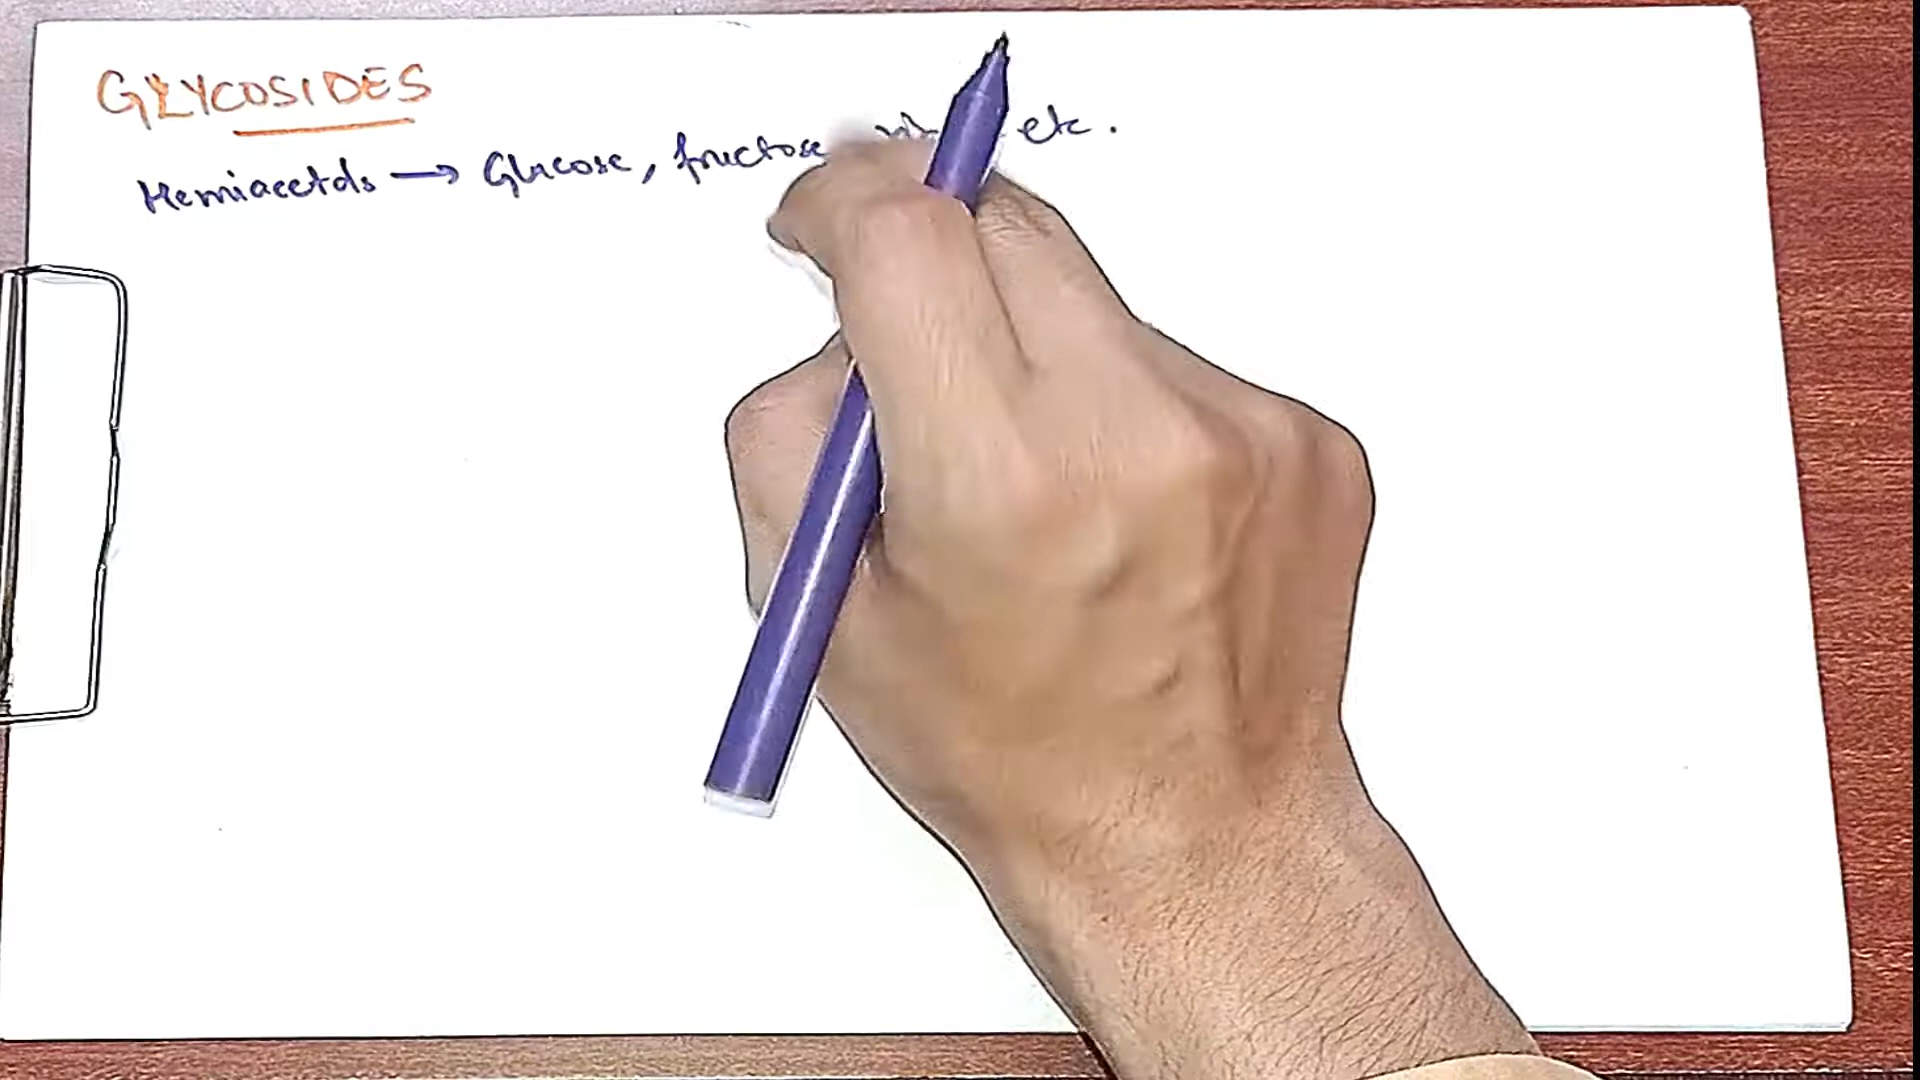 GLYCOSIDES
Hemiacetals → Glucose, fructose etc.